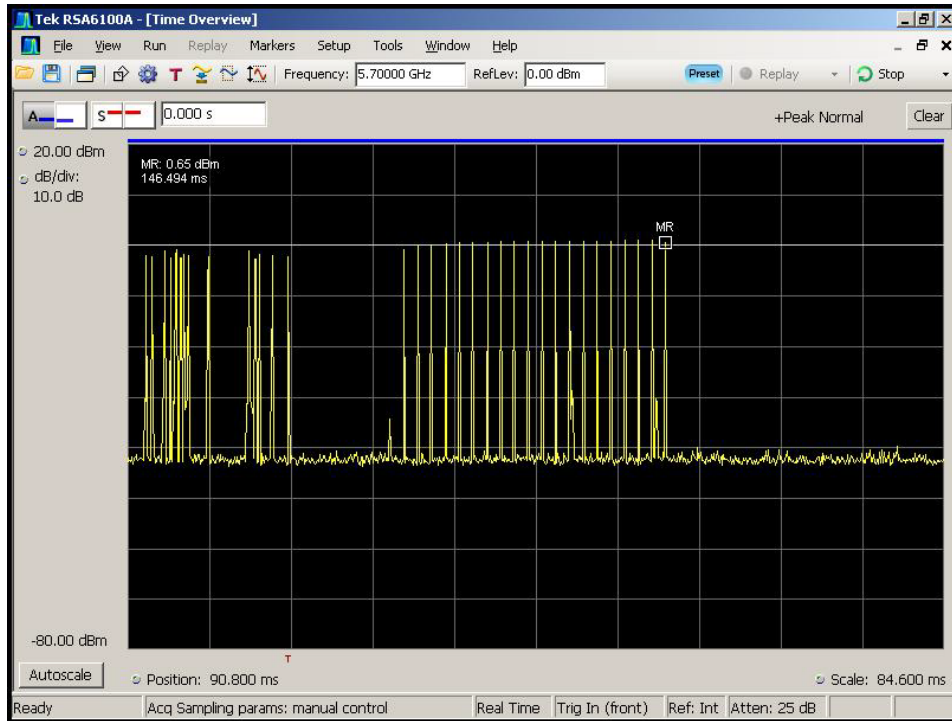 Tek RSA6100A - [Time Overview]
File View Run Replay Markers Setup Tools Window Help
T Frequency: 5.70000 GHz RefLev: 0.00 dBm Preset Replay Stop
A S 0.000 s +Peak Normal Clear
20.00 dBm
dB/div:
10.0 dB
MR: 0.65 dBm
146.494 ms
MR
-80.00 dBm
T
Autoscale Position: 90.800 ms Scale: 84.600 ms
Ready Acq Sampling params: manual control Real Time Trig In (front) Ref: Int Atten: 25 dB